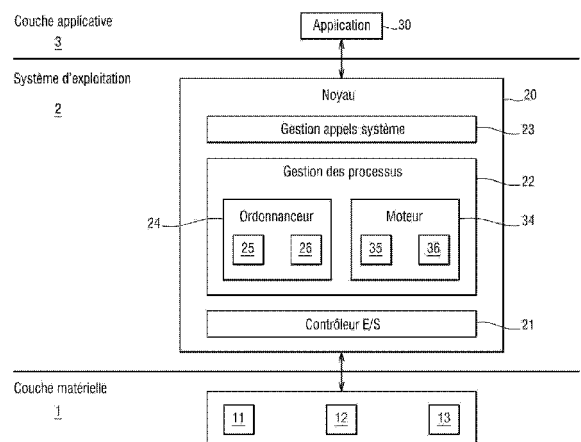 Couche applicative
3
Application
30
Système d'exploitation
2
Noyau
20
Gestion appels système
23
Gestion des processus
22
24
Ordonnanceur
25 26
Moteur
34
35 36
Contrôleur E/S
21
Couche matérielle
1
11 12 13